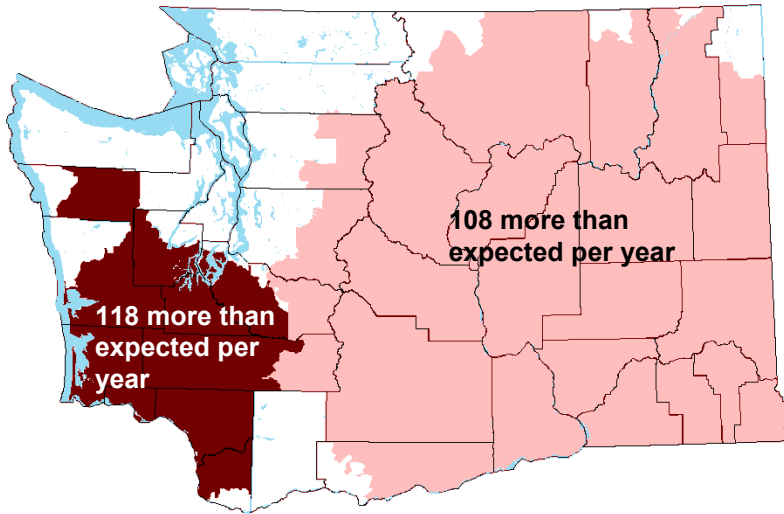 108 more than
expected per year
118 more than
expected per
year